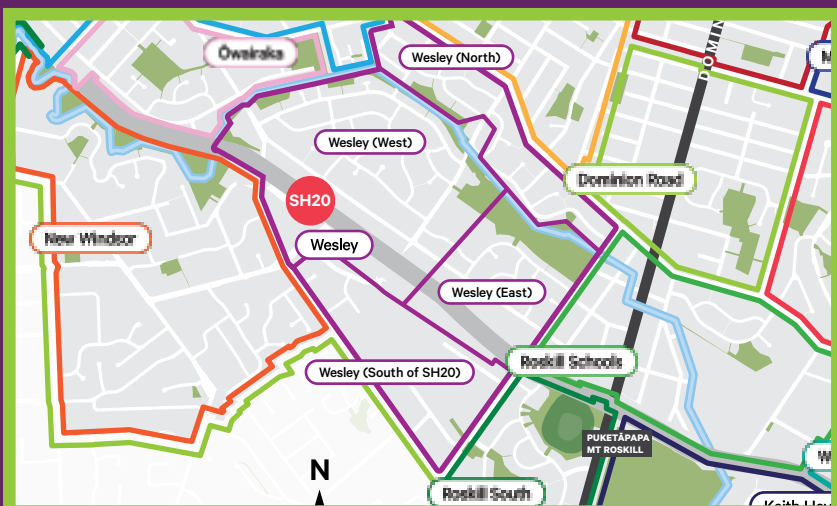 DOMIN
Ōwairaka
Wesley (North)
Wesley (West)
Dominion Road
SH20
New Windsor
Wesley
Wesley (East)
Roskill Schools
Wesley (South of SH20)
PUKETĀPAPA
MT ROSKILL
N
Roskill South